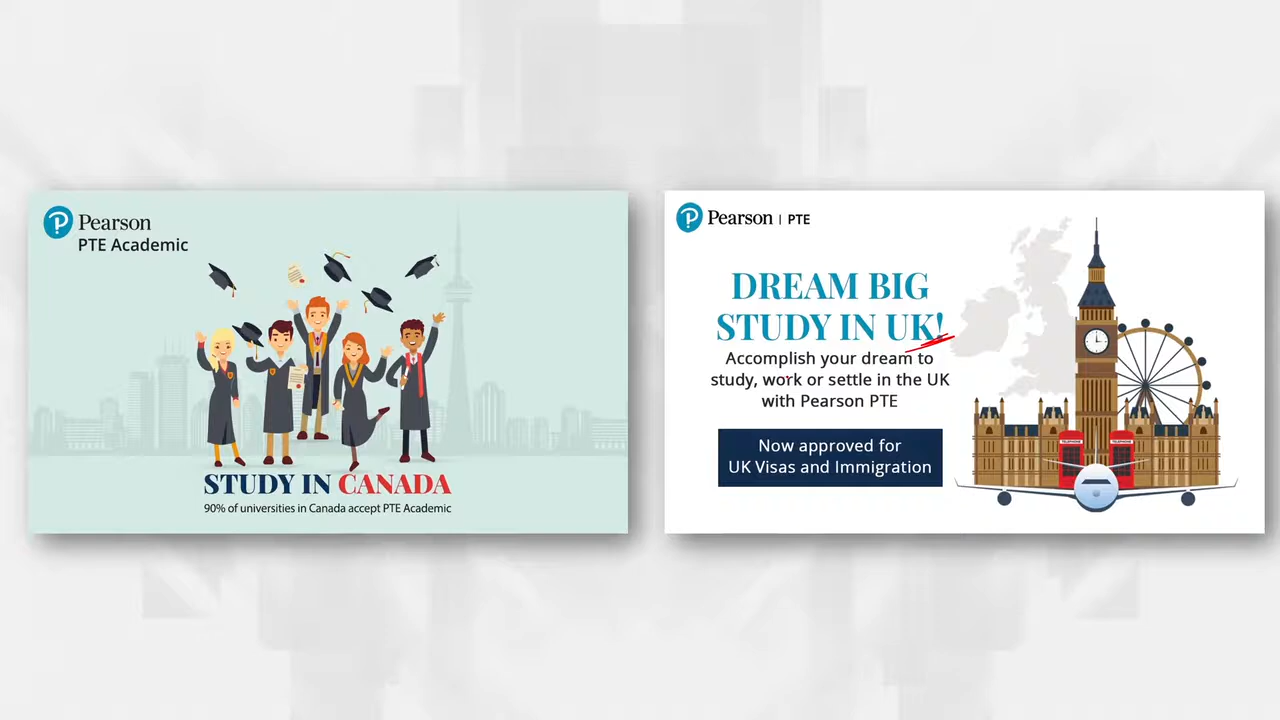 Pearson
PTE Academic
STUDY IN CANADA
90% of universities in Canada accept PTE Academic
Pearson | PTE
DREAM BIG
STUDY IN UK!
Accomplish your dream to
study, work or settle in the UK
with Pearson PTE
Now approved for
UK Visas and Immigration
TELEPHONE
TELEPHONE